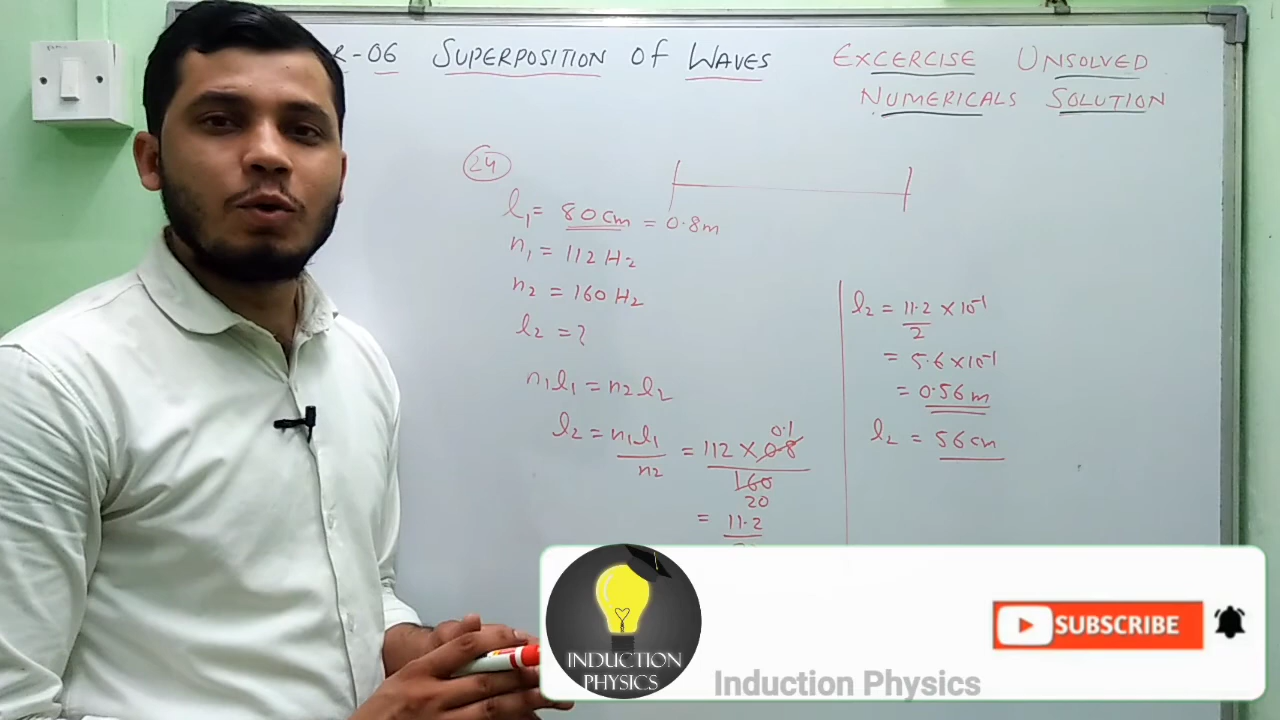 R-06 SUPERPOSITION OF WAVES
EXCERCISE UNSOLVED
NUMERICALS SOLUTION
24
l₁ = 80 cm = 0.8m
n₁ = 112 Hz
n₂ = 160 Hz
l₂ = ?
n₁l₁ = n₂l₂
l₂ = n₁l₁/n₂ = 112 × 0.8/160
0.1
20
= 11.2
l₂ = 11.2/2 × 10⁻¹
= 5.6 × 10⁻¹
= 0.56 m
l₂ = 56 cm
INDUCTION
PHYSICS
Induction Physics
SUBSCRIBE